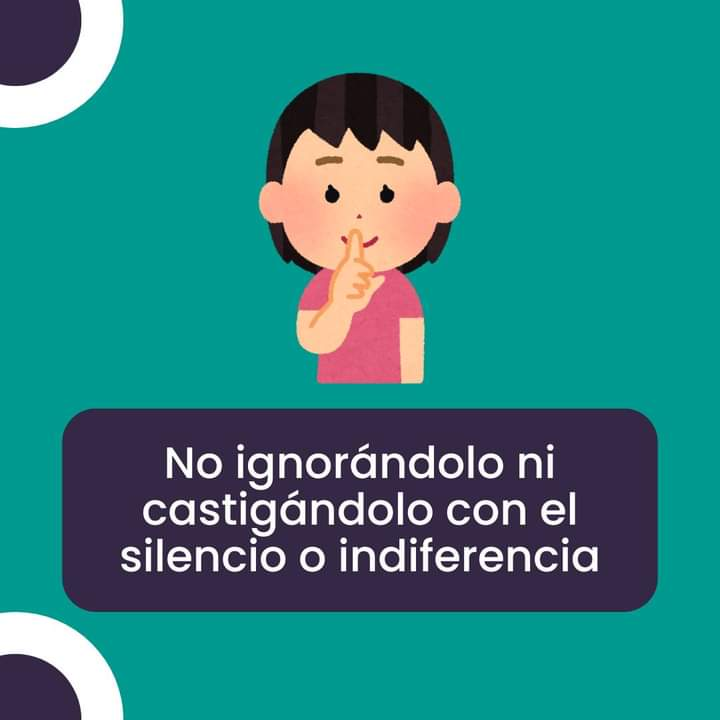 No ignorándolo ni
castigándolo con el
silencio o indiferencia